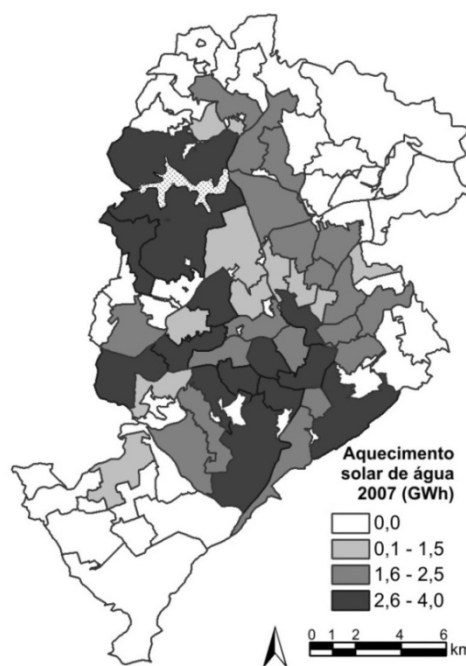 Aquecimento
solar de água
2007 (GWh)
0,0
0,1 - 1,5
1,6 - 2,5
2,6 - 4,0
0 1 2 4 6
km